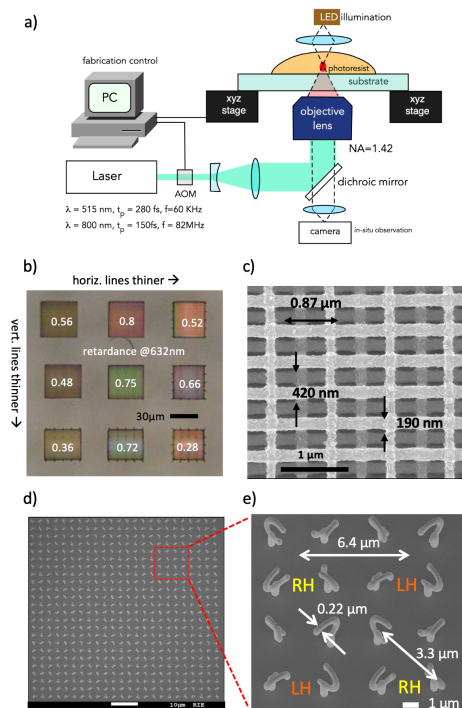 a)
LED illumination
fabrication control
photoresist
substrate
PC
xyz
stage
xyz
stage
objective
lens
NA=1.42
Laser
AOM
dichroic mirror
λ = 515 nm, tp = 280 fs, f=60 KHz
λ = 800 nm, tp = 150fs, f = 82MHz
camera
in-situ observation
b)
horiz. lines thiner →
vert. lines thinner →
0.56 0.8 0.52
retardance @632nm
0.48 0.75 0.66
30μm
0.36 0.72 0.28
c)
0.87 μm
420 nm
190 nm
1 μm
d)
10μm RIE
e)
6.4 μm
RH LH
0.22 μm
3.3 μm
LH RH
1 μm